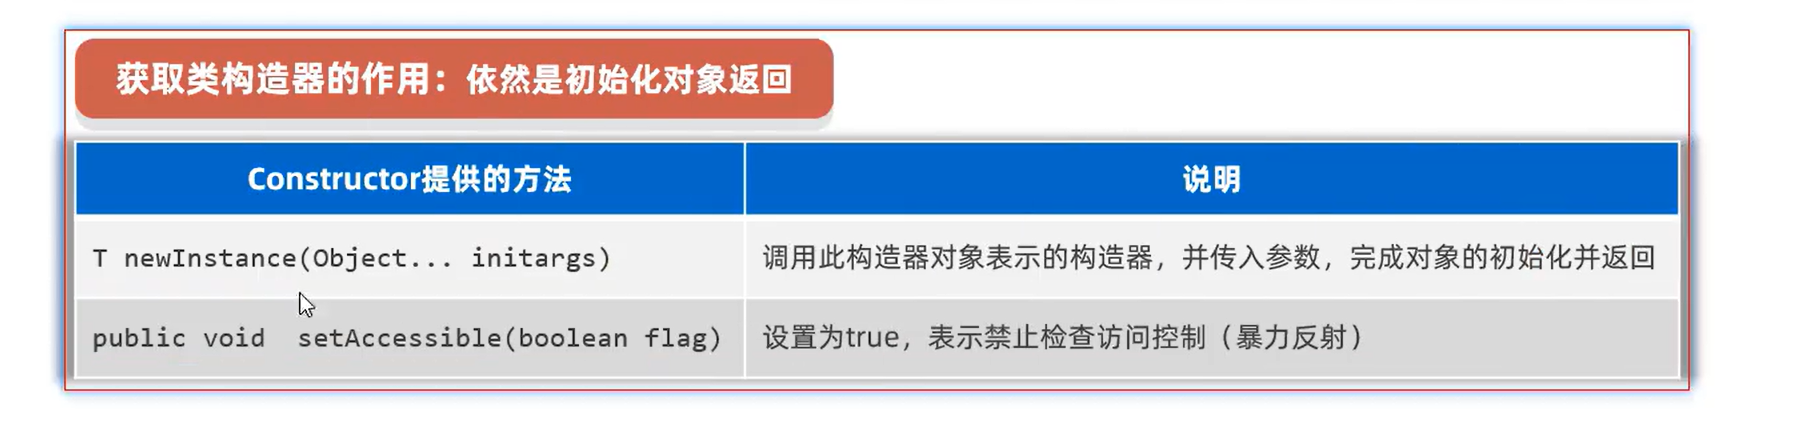 获取类构造器的作用：依然是初始化对象返回
Constructor提供的方法 说明
T newInstance(Object... initargs) 调用此构造器对象表示的构造器，并传入参数，完成对象的初始化并返回
public void  setAccessible(boolean flag) 设置为true，表示禁止检查访问控制（暴力反射）